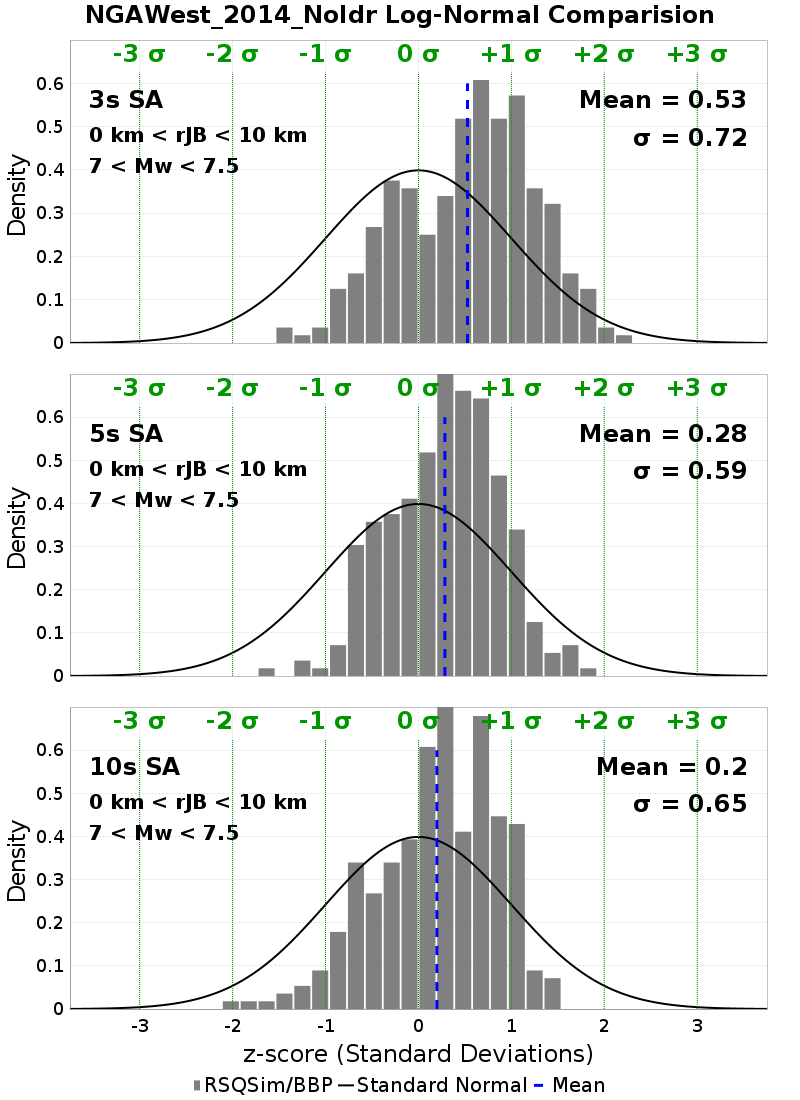 NGAWest_2014_NoIdr Log-Normal Comparision
-3 σ -2 σ -1 σ 0 σ +1 σ +2 σ +3 σ
0.6
0.5
0.4
0.3
0.2
0.1
0
Density
3s SA
0 km < rJB < 10 km
7 < Mw < 7.5
Mean = 0.53
σ = 0.72
-3 σ -2 σ -1 σ 0 σ +1 σ +2 σ +3 σ
0.6
0.5
0.4
0.3
0.2
0.1
0
Density
5s SA
0 km < rJB < 10 km
7 < Mw < 7.5
Mean = 0.28
σ = 0.59
-3 σ -2 σ -1 σ 0 σ +1 σ +2 σ +3 σ
0.6
0.5
0.4
0.3
0.2
0.1
0
Density
10s SA
0 km < rJB < 10 km
7 < Mw < 7.5
Mean = 0.2
σ = 0.65
-3 -2 -1 0 1 2 3
z-score (Standard Deviations)
RSQSim/BBP Standard Normal Mean